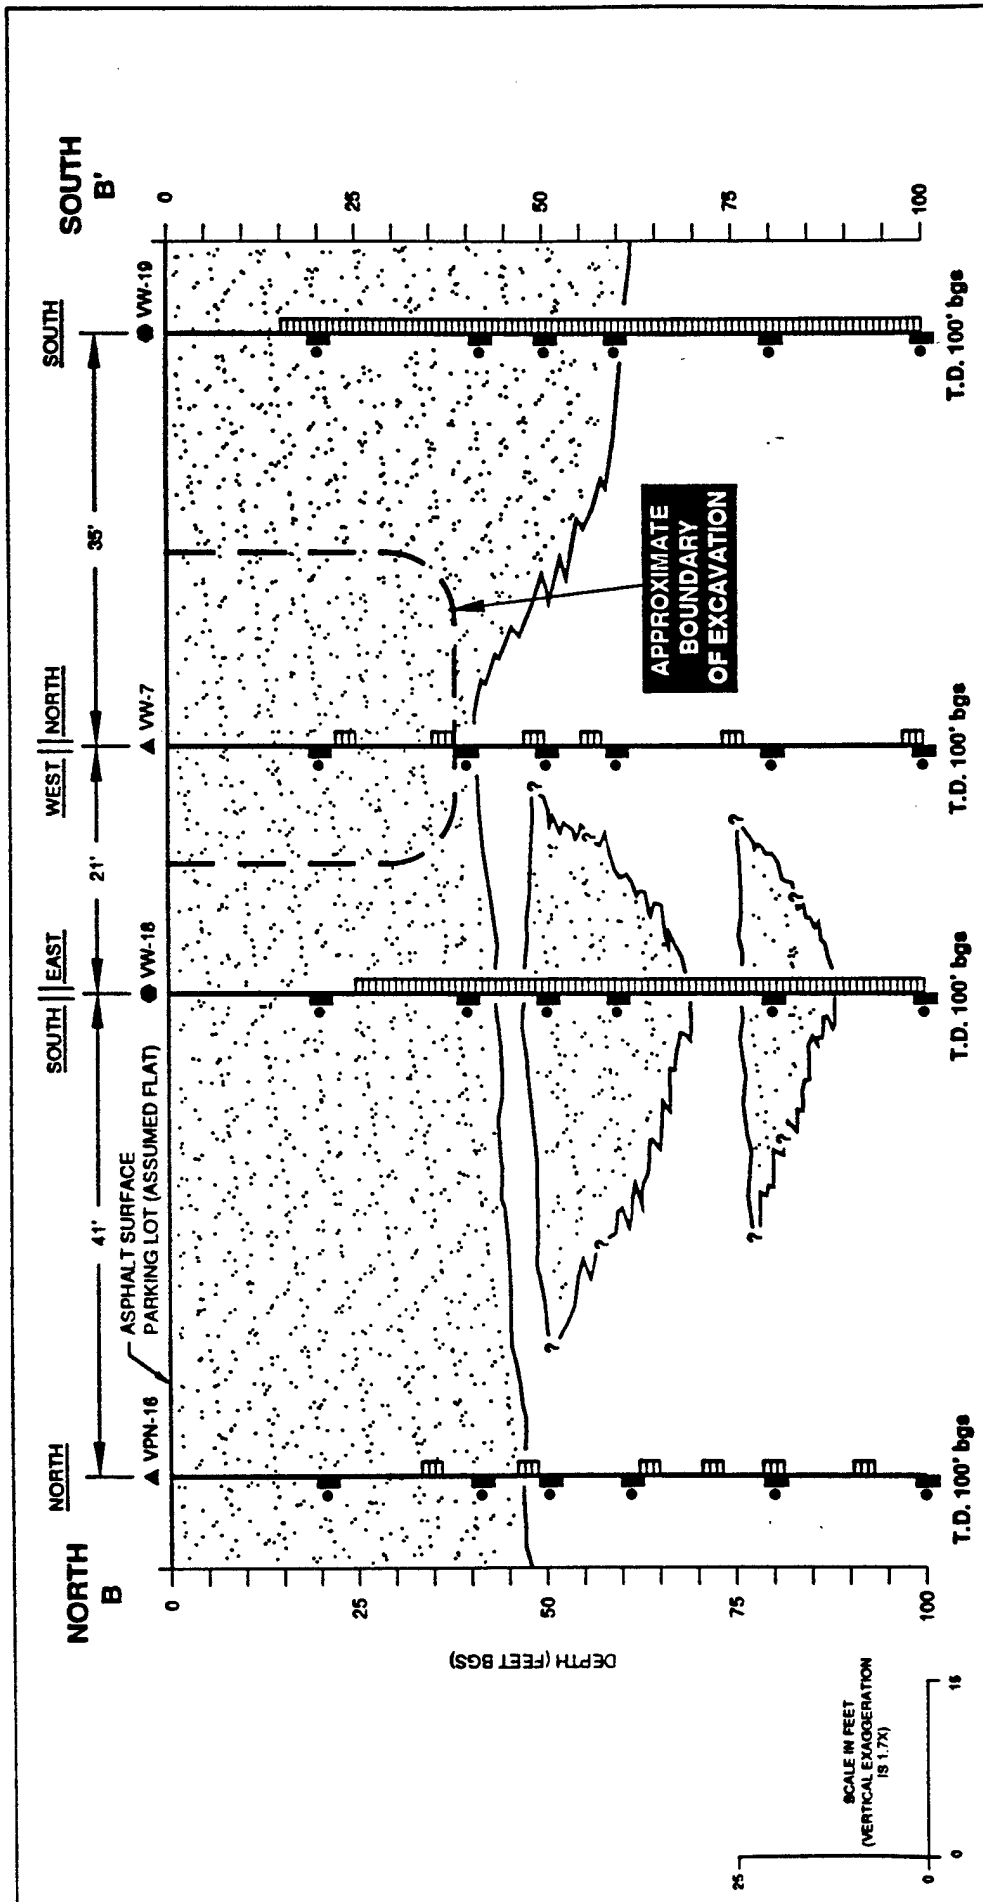 NORTH
B
SOUTH
B'
NORTH
SOUTH || EAST
WEST || NORTH
SOUTH
41'
21'
35'
ASPHALT SURFACE
PARKING LOT (ASSUMED FLAT)
VPN-16
VW-18
VW-7
VW-19
0
25
50
75
100
DEPTH (FEET BGS)
0
25
50
75
100
?
?
?
?
?
?
?
?
APPROXIMATE
BOUNDARY
OF EXCAVATION
T.D. 100' bgs
T.D. 100' bgs
T.D. 100' bgs
T.D. 100' bgs
SCALE IN FEET
(VERTICAL EXAGGERATION
IS 1.7X)
25
0
0
15